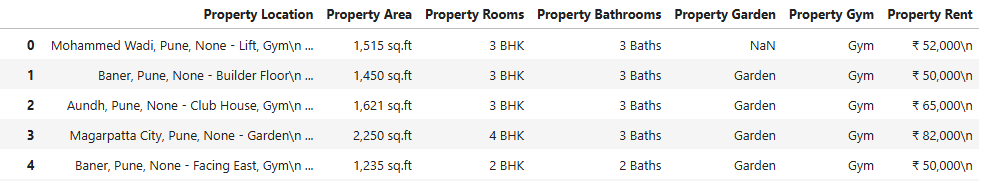 Property Location Property Area Property Rooms Property Bathrooms Property Garden Property Gym Property Rent
0 Mohammed Wadi, Pune, None - Lift, Gym\n ... 1,515 sq.ft 3 BHK 3 Baths NaN Gym ₹ 52,000\n
1 Baner, Pune, None - Builder Floor\n ... 1,450 sq.ft 3 BHK 3 Baths Garden Gym ₹ 50,000\n
2 Aundh, Pune, None - Club House, Gym\n ... 1,621 sq.ft 3 BHK 3 Baths Garden Gym ₹ 65,000\n
3 Magarpatta City, Pune, None - Garden\n ... 2,250 sq.ft 4 BHK 3 Baths Garden Gym ₹ 82,000\n
4 Baner, Pune, None - Facing East, Gym\n ... 1,235 sq.ft 2 BHK 2 Baths Garden Gym ₹ 50,000\n